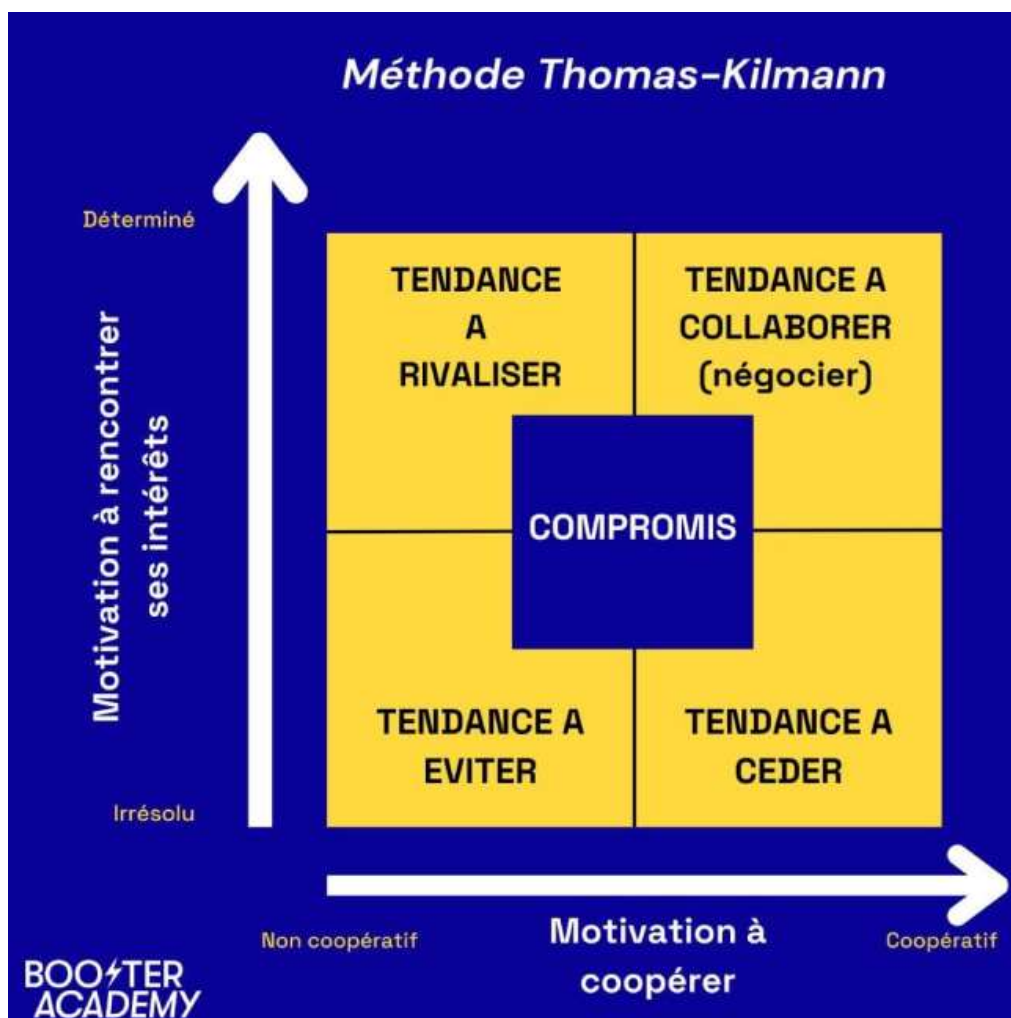 Méthode Thomas-Kilmann
Déterminé
Motivation à rencontrer
ses intérêts
Irrésolu
TENDANCE
A
RIVALISER
TENDANCE A
COLLABORER
(négocier)
COMPROMIS
TENDANCE A
EVITER
TENDANCE A
CEDER
Non coopératif
Motivation à
coopérer
Coopératif
BOOSTER
ACADEMY